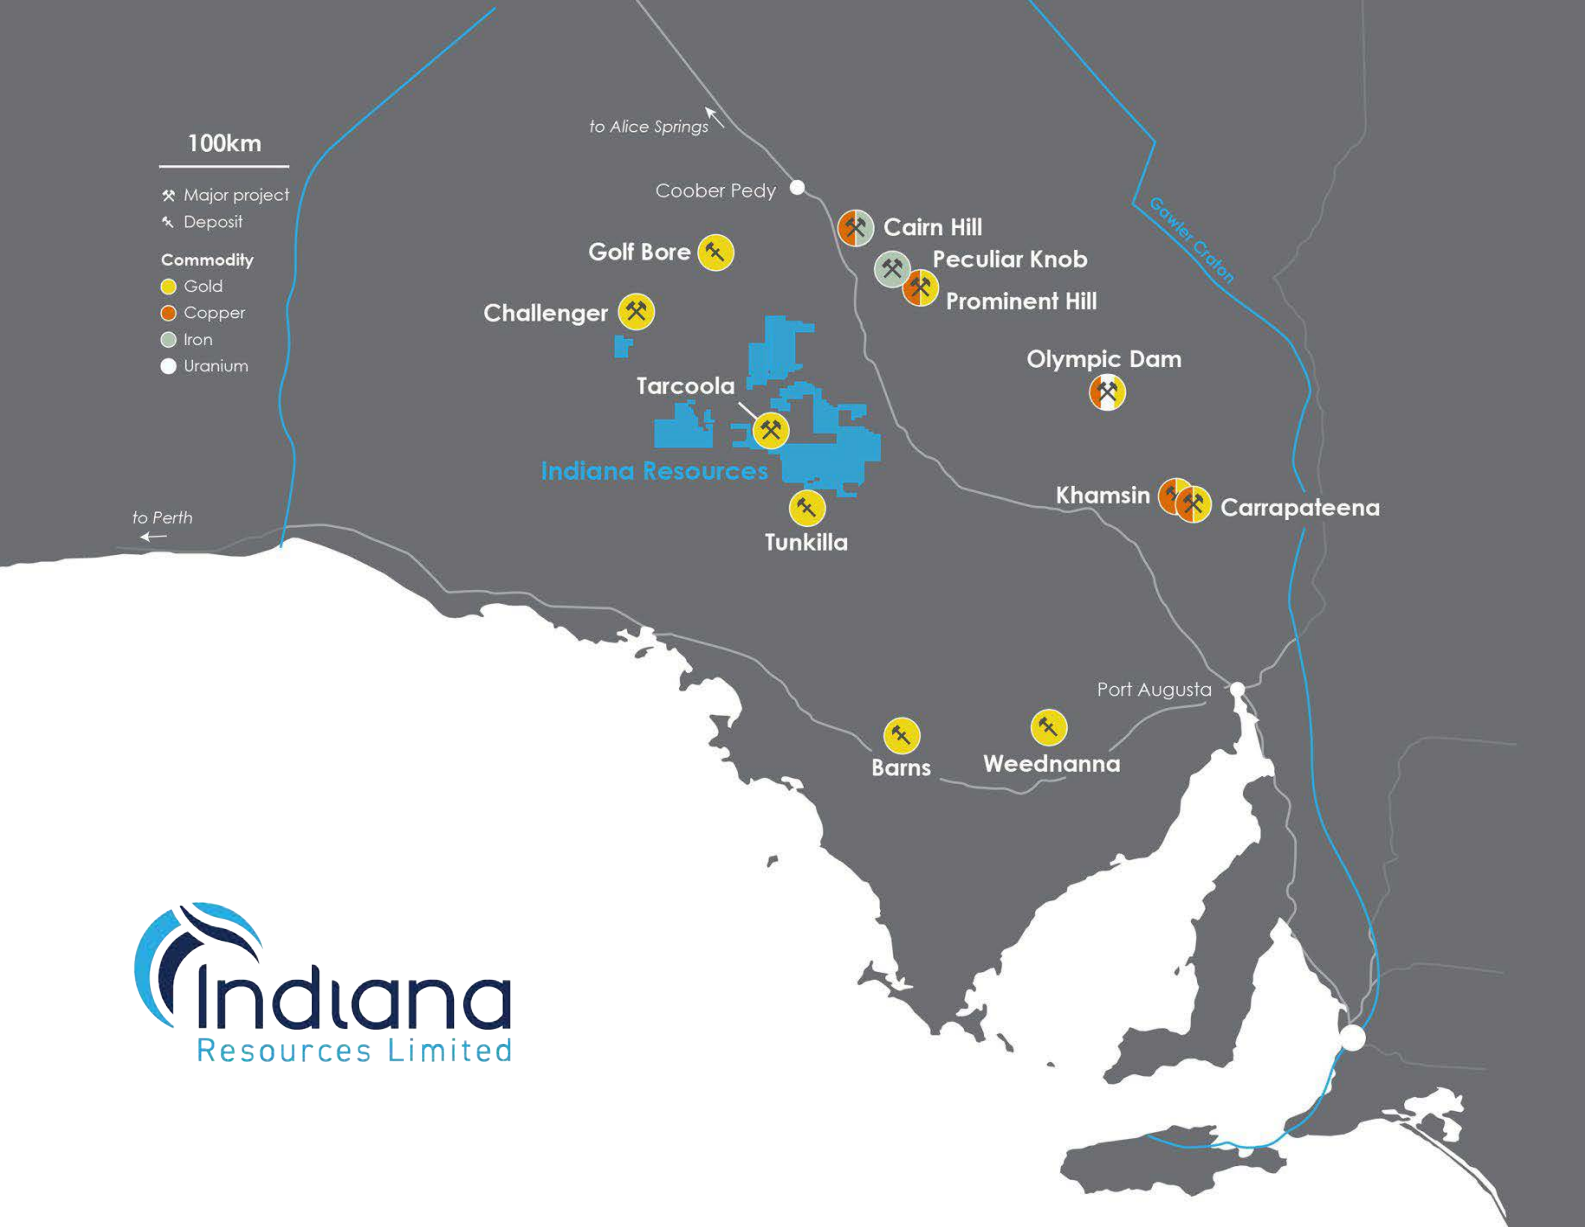 100km
Major project
Deposit
Commodity
Gold
Copper
Iron
Uranium
to Alice Springs
Coober Pedy
Cairn Hill
Golf Bore
Peculiar Knob
Prominent Hill
Challenger
Gawler Craton
Olympic Dam
Tarcoola
Indiana Resources
Khamsin
Carrapateena
to Perth
Tunkilla
Port Augusta
Barns
Weednanna
Indiana
Resources Limited